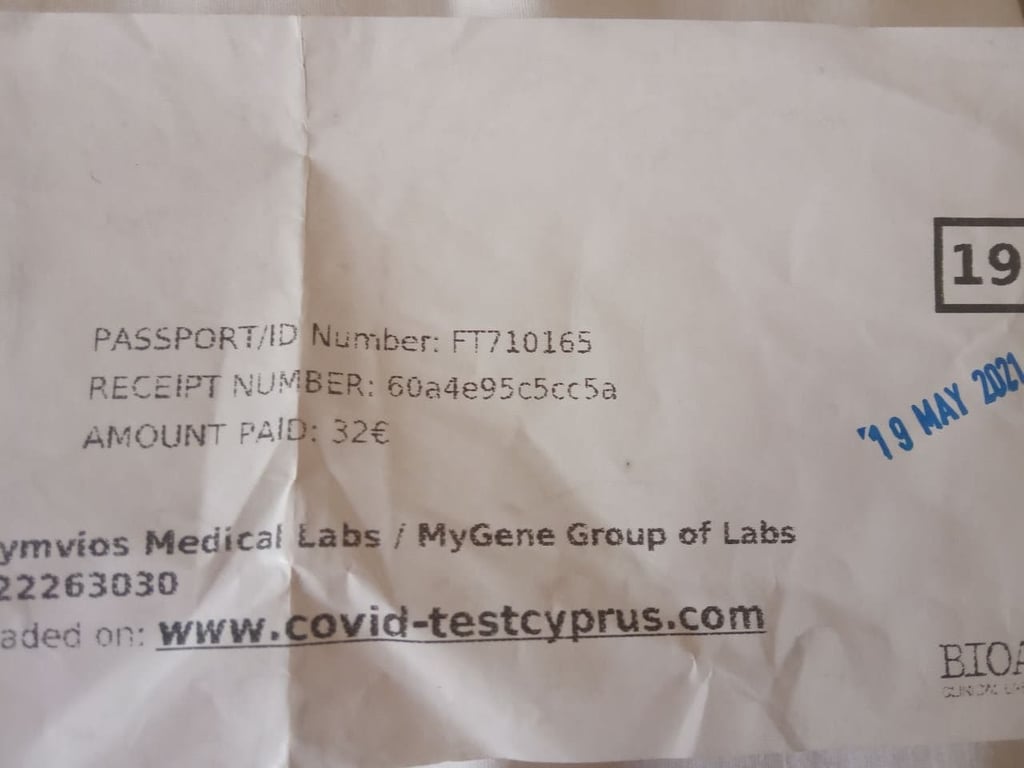 19
PASSPORT/ID Number: FT710165
RECEIPT NUMBER: 60a4e95c5cc5a
AMOUNT PAID: 32€
'19 MAY 2021
ymvios Medical Labs / MyGene Group of Labs
22263030
aded on: www.covid-testcyprus.com
BIOA
CLINICAL